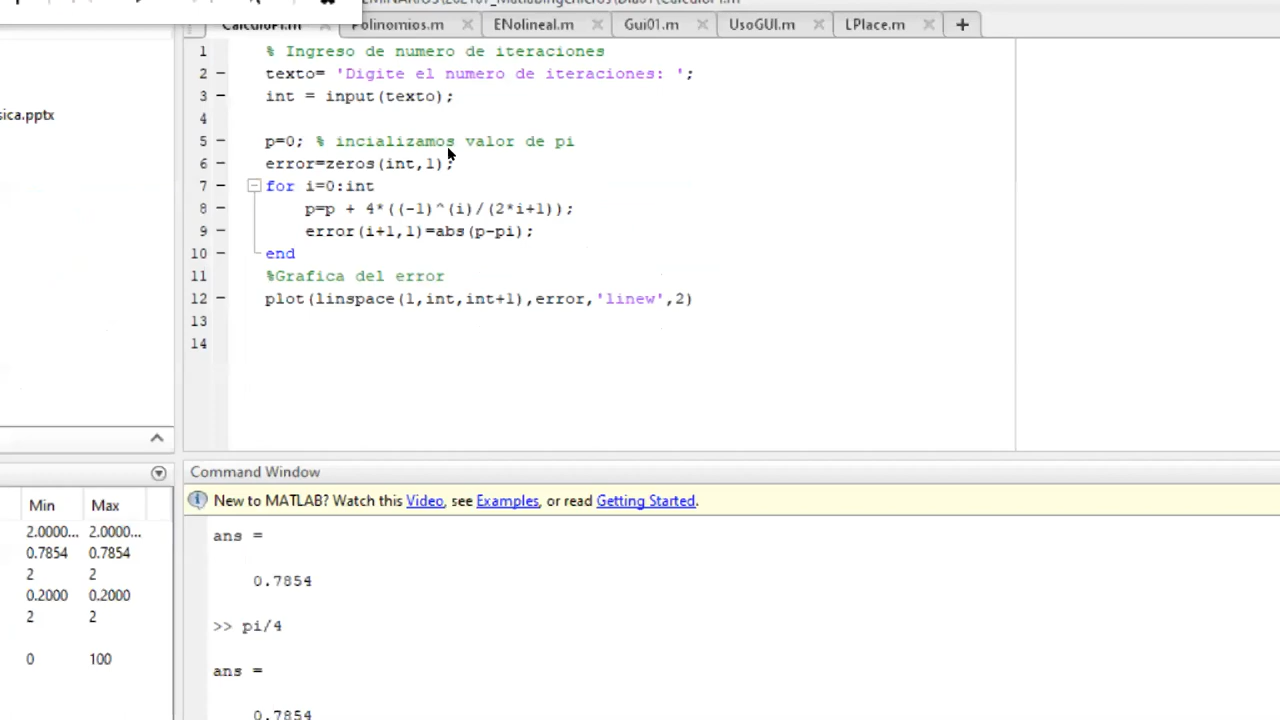 CalculoPi.m Polinomios.m ENolineal.m Gui01.m UsoGUI.m LPlace.m
1 % Ingreso de numero de iteraciones
2 texto= 'Digite el numero de iteraciones: ';
3 int = input(texto);
4
5 p=0; % incializamos valor de pi
6 error=zeros(int,1);
7 for i=0:int
8 p=p + 4*((-1)^(i)/(2*i+1));
9 error(i+1,1)=abs(p-pi);
10 end
11 %Grafica del error
12 plot(linspace(1,int,int+1),error,'linew',2)
13
14
sica.pptx
Min Max
2.0000... 2.0000...
0.7854 0.7854
2 2
0.2000 0.2000
2 2
0 100
Command Window
New to MATLAB? Watch this Video, see Examples, or read Getting Started.
ans =
0.7854
>> pi/4
ans =
0.7854